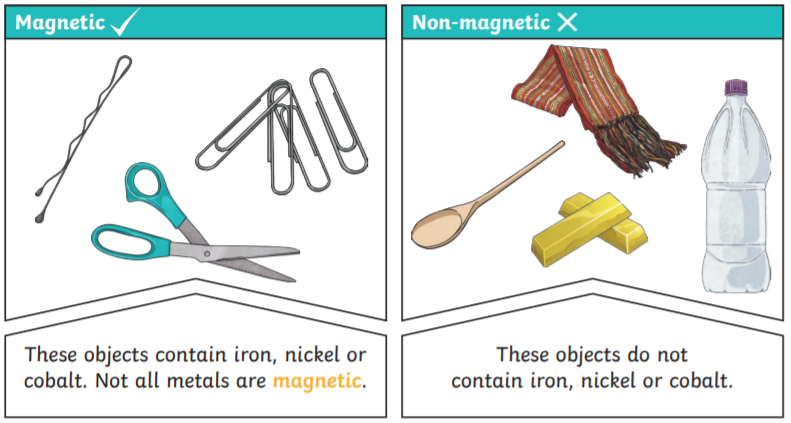 Magnetic
Non-magnetic
These objects contain iron, nickel or
cobalt. Not all metals are magnetic.
These objects do not
contain iron, nickel or cobalt.